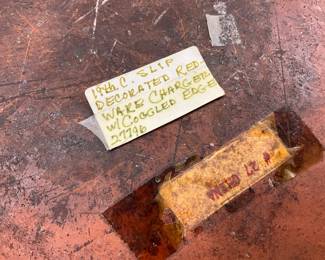 19th C. SLIP
DECORATED RED-
WARE CHARGER
W/ COGGLED EDGE
27796